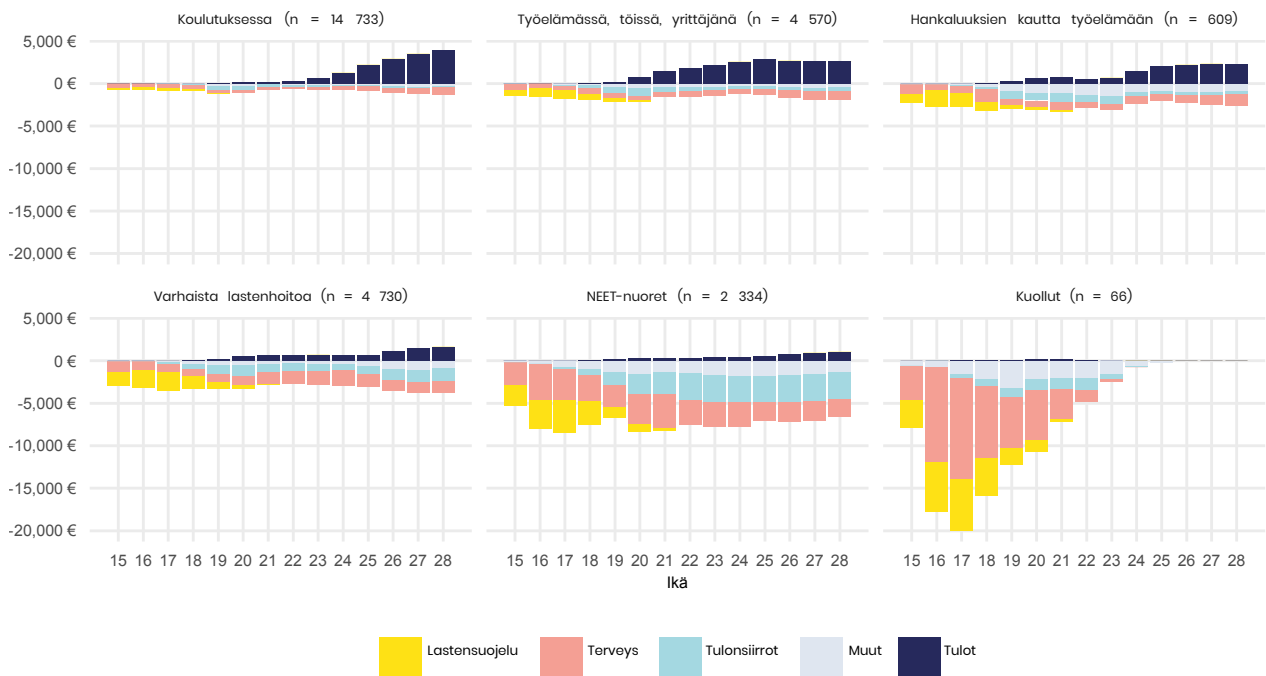 Koulutuksessa (n = 14 733)
Työelämässä, töissä, yrittäjänä (n = 4 570)
Hankaluuksien kautta työelämään (n = 609)
5,000 €
0 €
-5,000 €
-10,000 €
-15,000 €
-20,000 €
Varhaista lastenhoitoa (n = 4 730)
NEET-nuoret (n = 2 334)
Kuollut (n = 66)
5,000 €
0 €
-5,000 €
-10,000 €
-15,000 €
-20,000 €
15 16 17 18 19 20 21 22 23 24 25 26 27 28
15 16 17 18 19 20 21 22 23 24 25 26 27 28
15 16 17 18 19 20 21 22 23 24 25 26 27 28
Ikä
Lastensuojelu Terveys Tulonsiirrot Muut Tulot